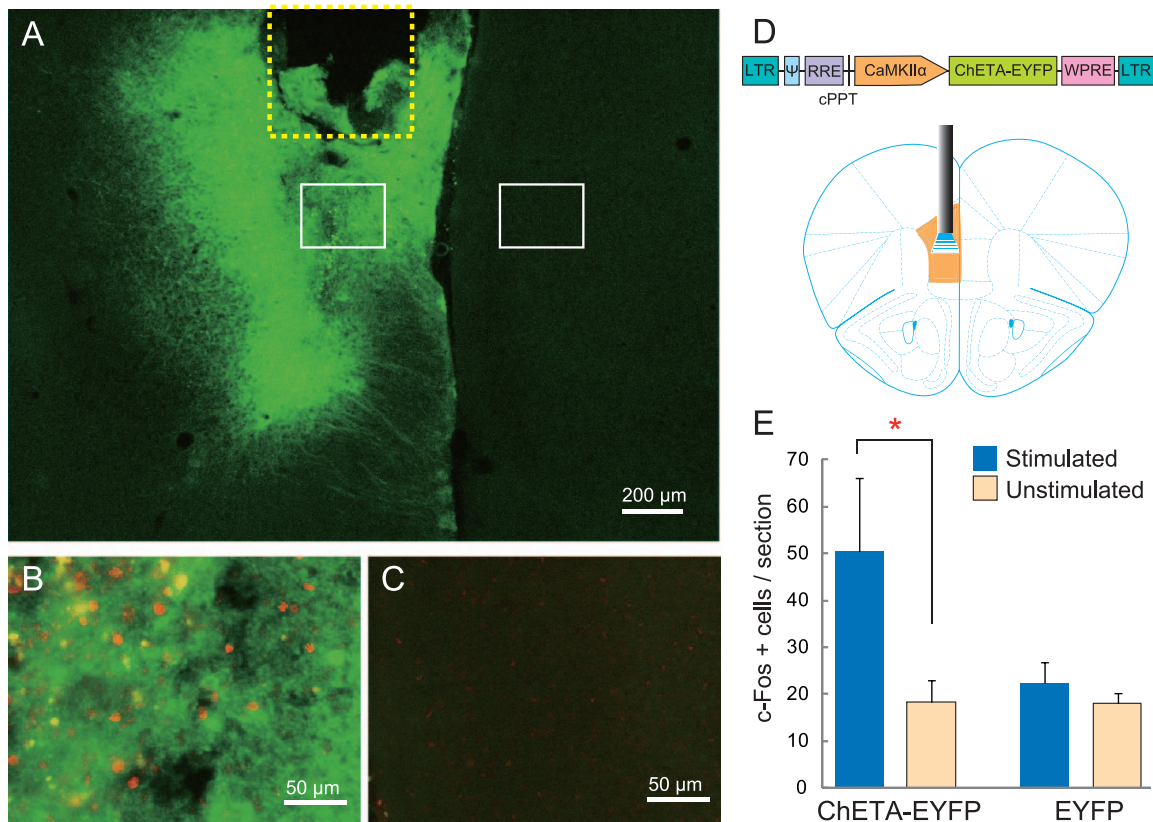 A
200 µm
B
50 µm
C
50 µm
D
LTR Ψ RRE CaMKIIα ChETA-EYFP WPRE LTR
cPPT
E
*
Stimulated
Unstimulated
c-Fos + cells / section
70
60
50
40
30
20
10
0
ChETA-EYFP EYFP